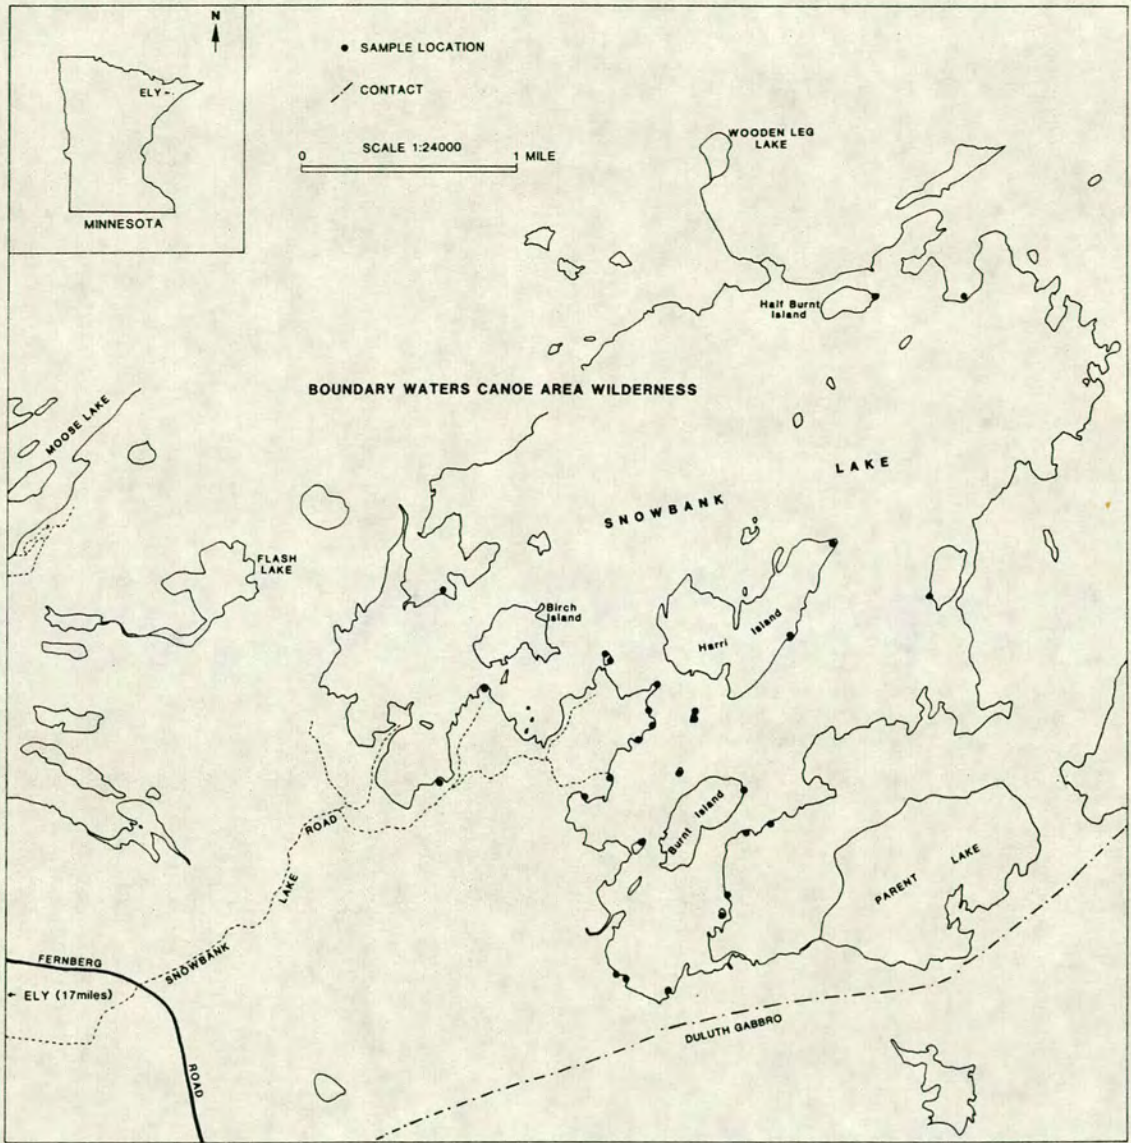 N
ELY
MINNESOTA
SAMPLE LOCATION
CONTACT
SCALE 1:24000
0
1 MILE
WOODEN LEG
LAKE
Half Burnt
Island
BOUNDARY WATERS CANOE AREA WILDERNESS
MOOSE LAKE
SNOWBANK LAKE
FLASH
LAKE
Birch
Island
Harri Island
Burnt Island
PARENT LAKE
SNOWBANK LAKE ROAD
FERNBERG ROAD
← ELY (17miles)
DULUTH GABBRO